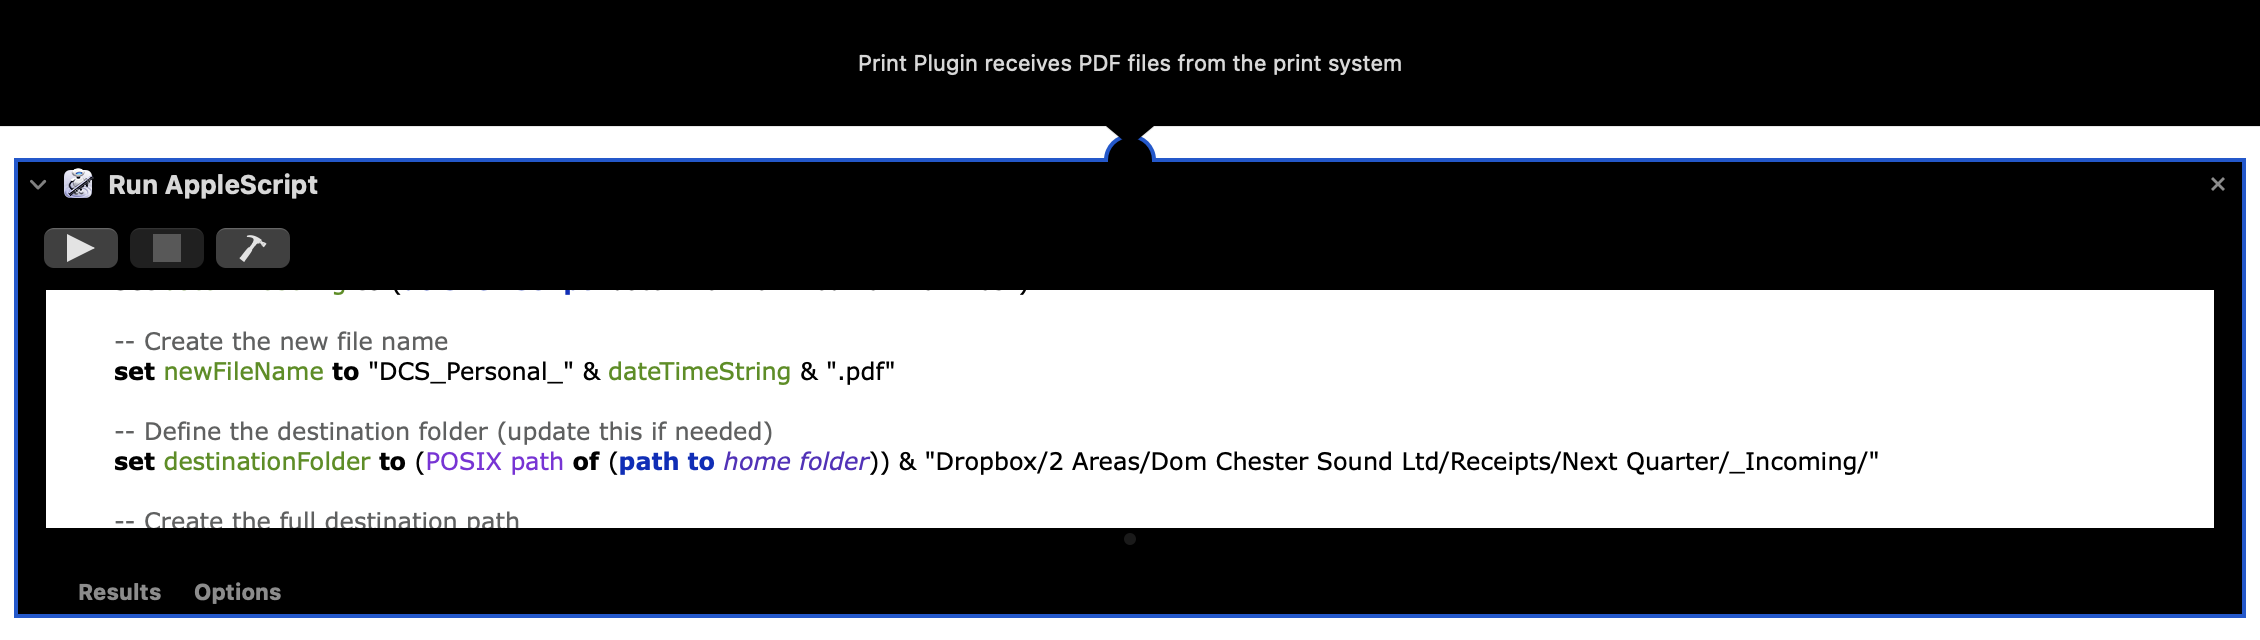 Print Plugin receives PDF files from the print system
Run AppleScript
-- Create the new file name
set newFileName to "DCS_Personal_" & dateTimeString & ".pdf"
-- Define the destination folder (update this if needed)
set destinationFolder to (POSIX path of (path to home folder)) & "Dropbox/2 Areas/Dom Chester Sound Ltd/Receipts/Next Quarter/_Incoming/"
-- Create the full destination path
Results Options